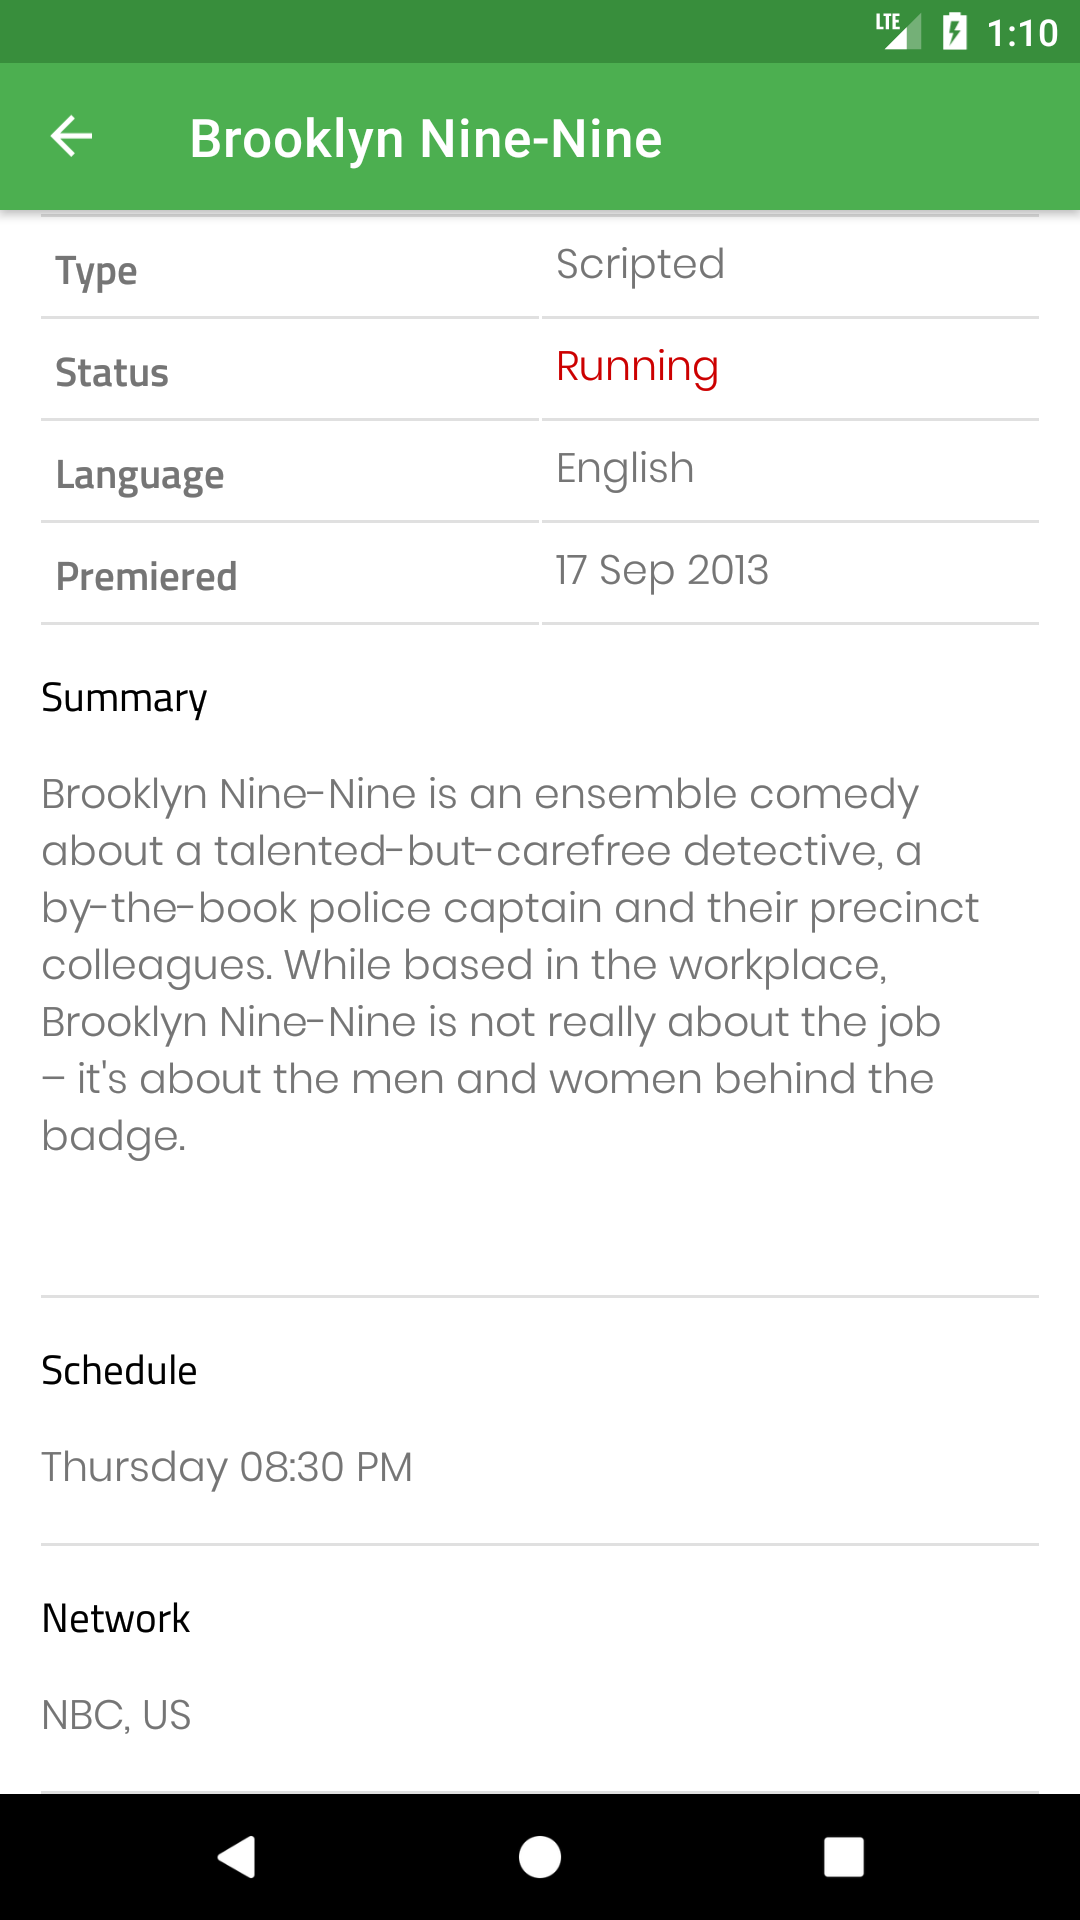 LTE 1:10
Brooklyn Nine-Nine
Type Scripted
Status Running
Language English
Premiered 17 Sep 2013
Summary
Brooklyn Nine-Nine is an ensemble comedy
about a talented-but-carefree detective, a
by-the-book police captain and their precinct
colleagues. While based in the workplace,
Brooklyn Nine-Nine is not really about the job
– it's about the men and women behind the
badge.
Schedule
Thursday 08:30 PM
Network
NBC, US